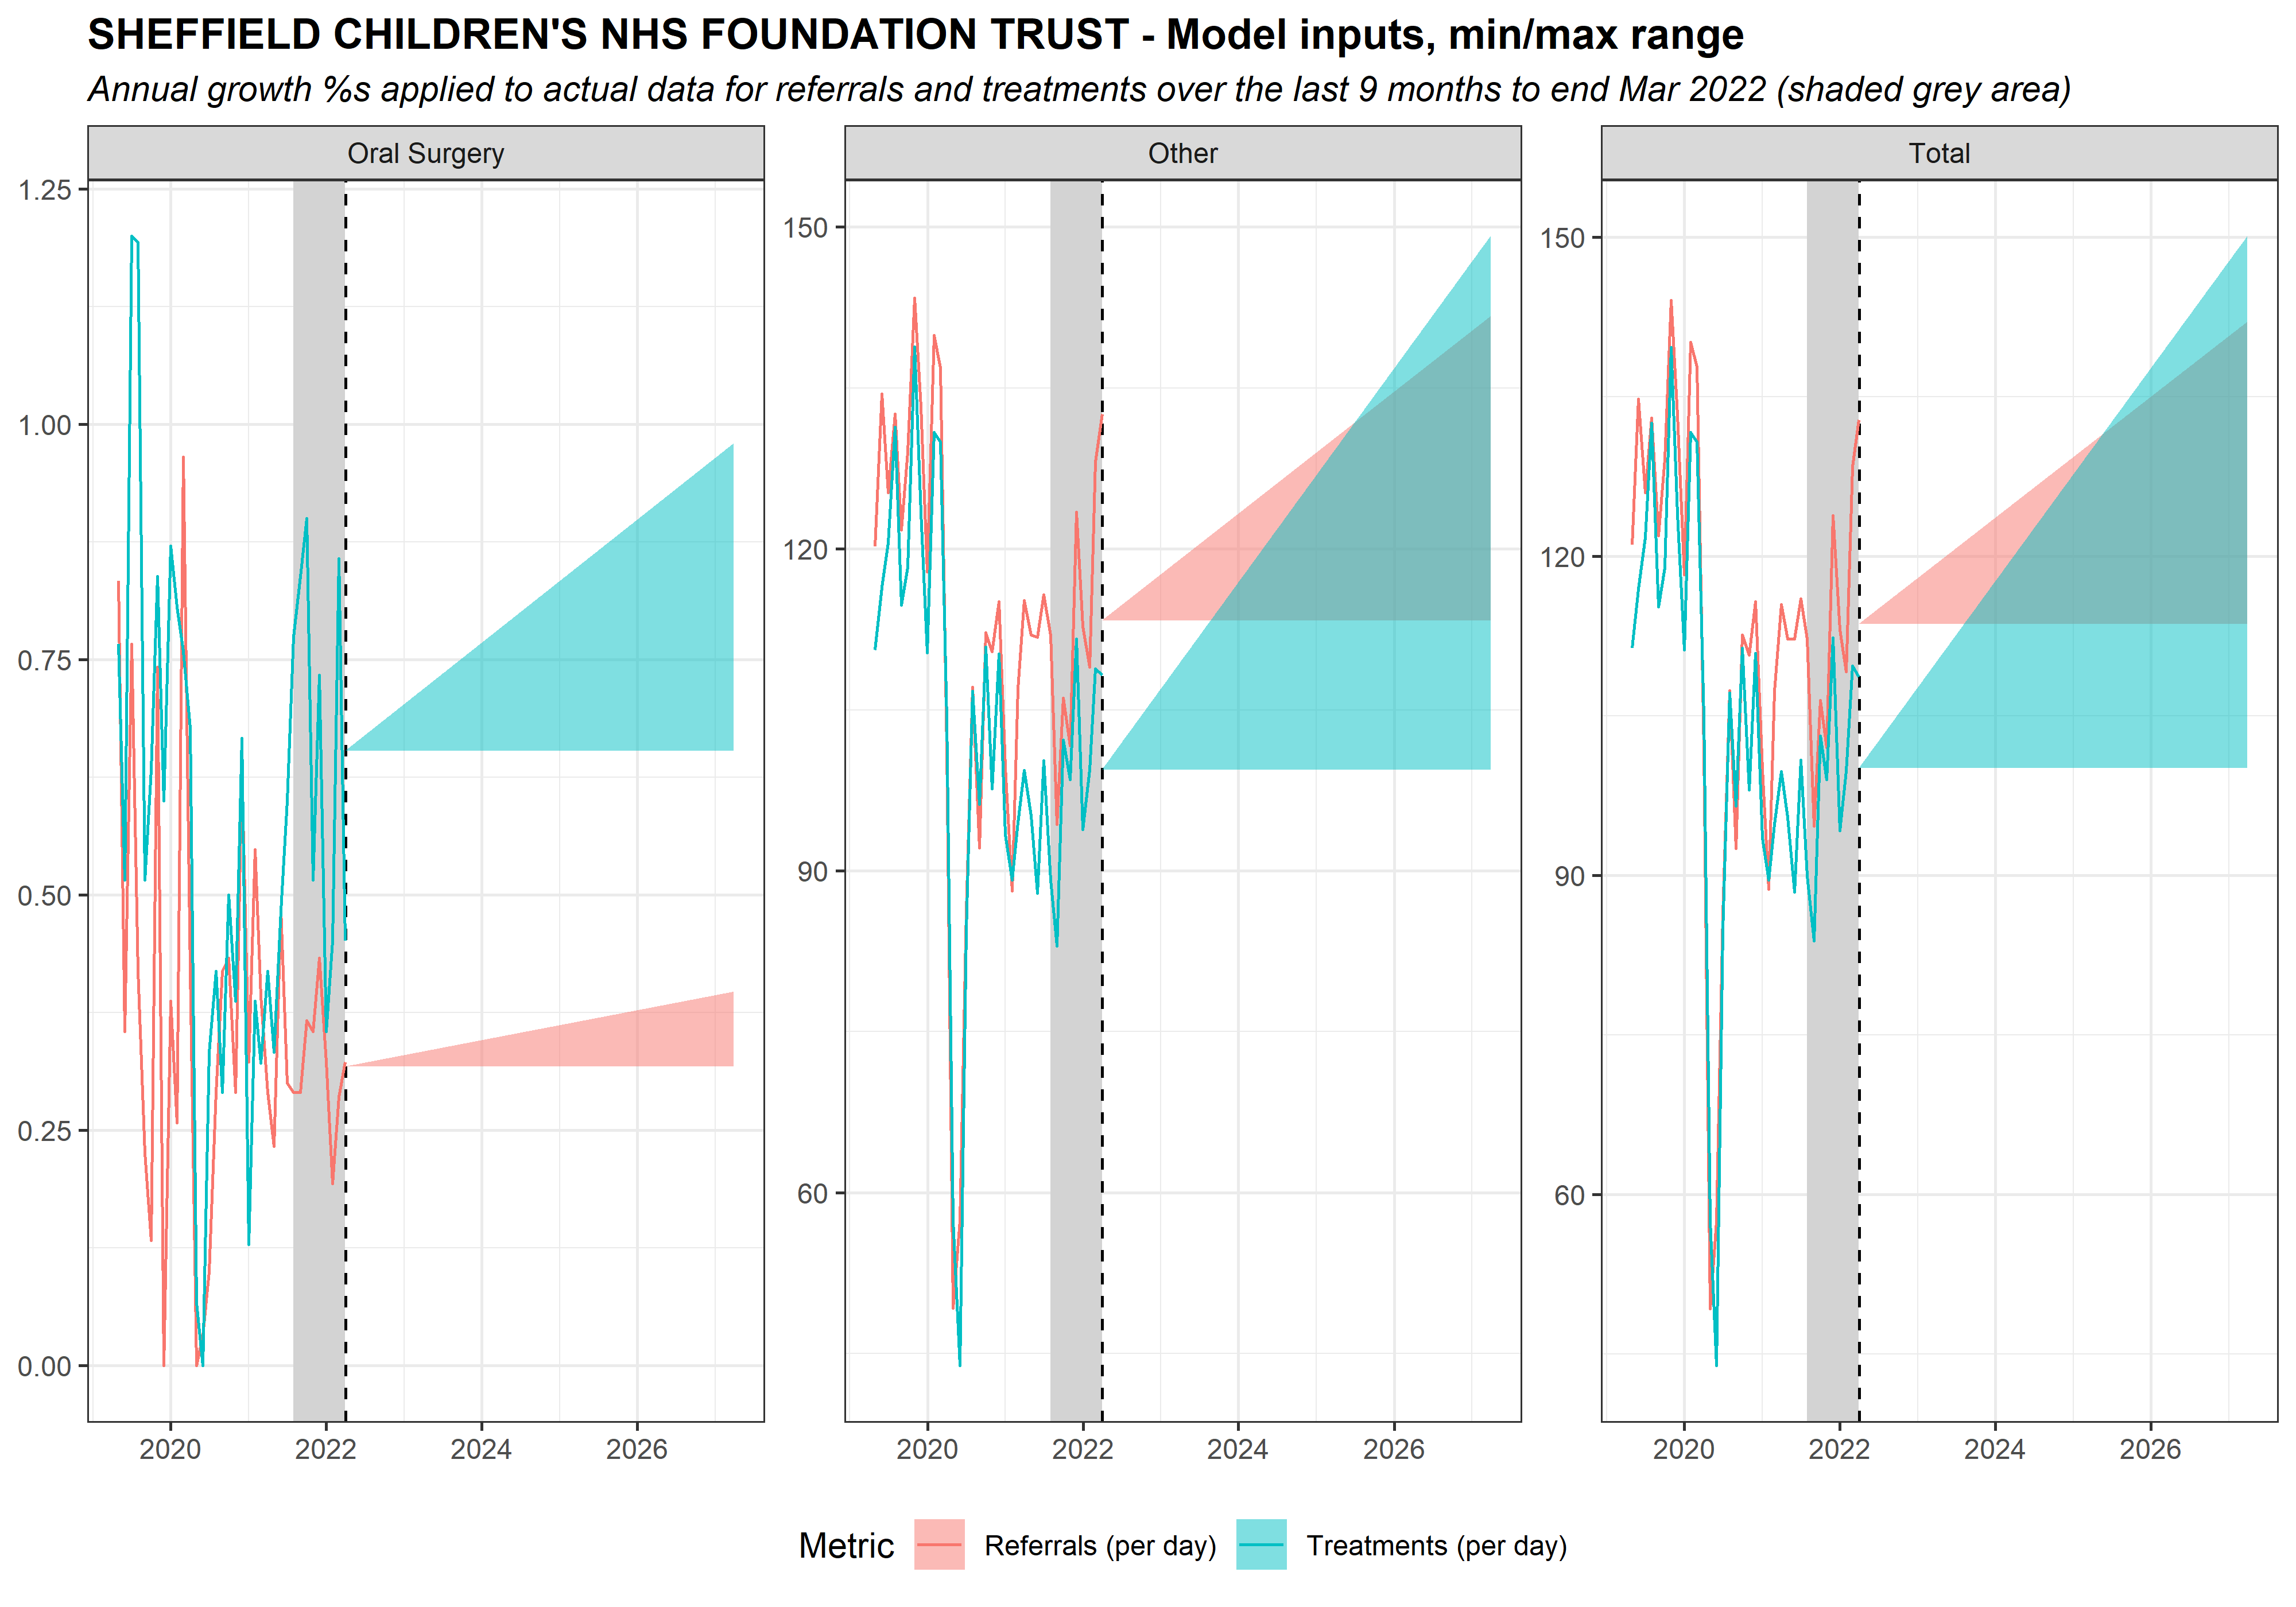 SHEFFIELD CHILDREN'S NHS FOUNDATION TRUST - Model inputs, min/max range
Annual growth %s applied to actual data for referrals and treatments over the last 9 months to end Mar 2022 (shaded grey area)
Oral Surgery
1.25
1.00
0.75
0.50
0.25
0.00
2020 2022 2024 2026
Other
150
120
90
60
2020 2022 2024 2026
Total
150
120
90
60
2020 2022 2024 2026
Metric Referrals (per day) Treatments (per day)